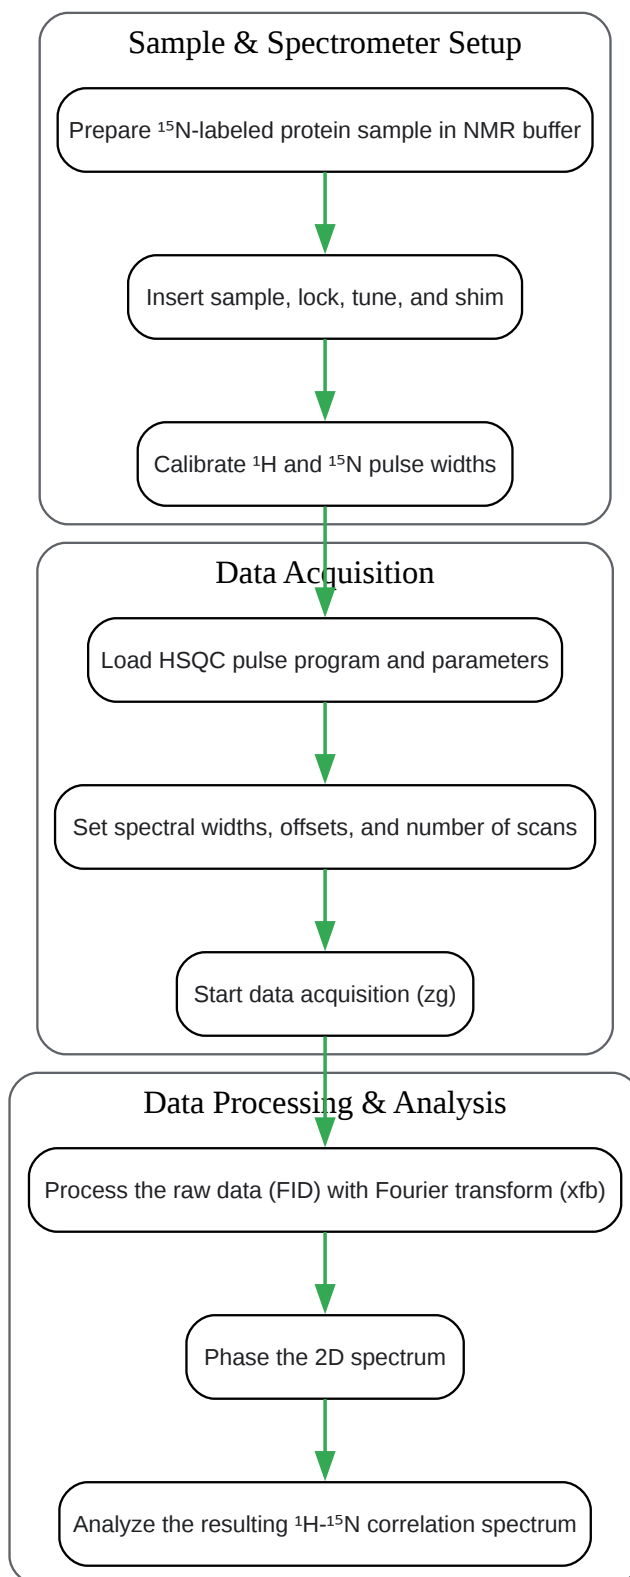 Sample & Spectrometer Setup
Prepare ¹⁵N-labeled protein sample in NMR buffer
Insert sample, lock, tune, and shim
Calibrate ¹H and ¹⁵N pulse widths
Data Acquisition
Load HSQC pulse program and parameters
Set spectral widths, offsets, and number of scans
Start data acquisition (zg)
Data Processing & Analysis
Process the raw data (FID) with Fourier transform (xfb)
Phase the 2D spectrum
Analyze the resulting ¹H-¹⁵N correlation spectrum